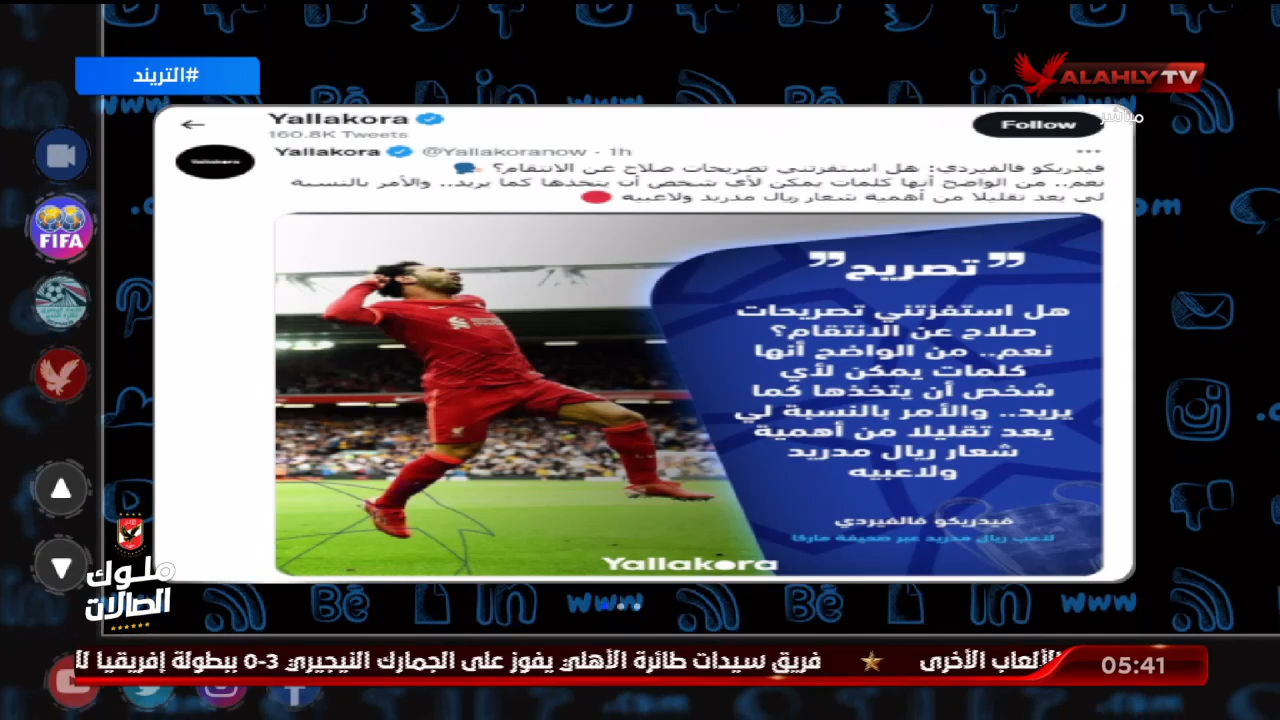 #التريند
ALAHLY TV
مباشر
Yallakora
160.8K Tweets
Follow
Yallakora @Yallakoranow · 1h
فيدريكو فالفيردي: هل استفزتني تصريحات صلاح عن الانتقام؟
نعم.. من الواضح أنها كلمات يمكن لأي شخص أن يتخذها كما يريد.. والأمر بالنسبة
لي يعد تقليلا من أهمية شعار ريال مدريد ولاعبيه
Yallakora
"تصريح"
هل استفزتني تصريحات
صلاح عن الانتقام؟
نعم.. من الواضح أنها
كلمات يمكن لأي
شخص أن يتخذها كما
يريد.. والأمر بالنسبة لي
يعد تقليلا من أهمية
شعار ريال مدريد
ولاعبيه
فيدريكو فالفيردي
لاعب ريال مدريد عبر صحيفة ماركا
Yallakora
FIFA
ملوك
الصالات
الألعاب الأخرى
فريق سيدات طائرة الأهلي يفوز على الجمارك النيجيري 3-0 ببطولة إفريقيا
05:41